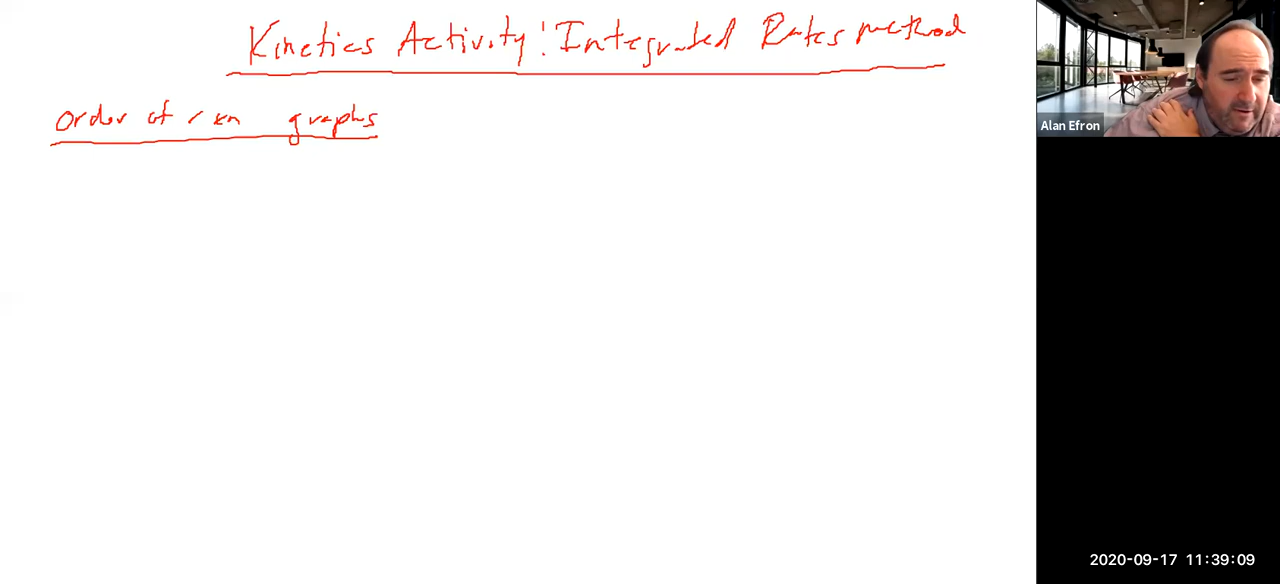 Kinetics Activity: Integrated Rates method
Order of rxn graphs
Alan Efron
2020-09-17 11:39:09